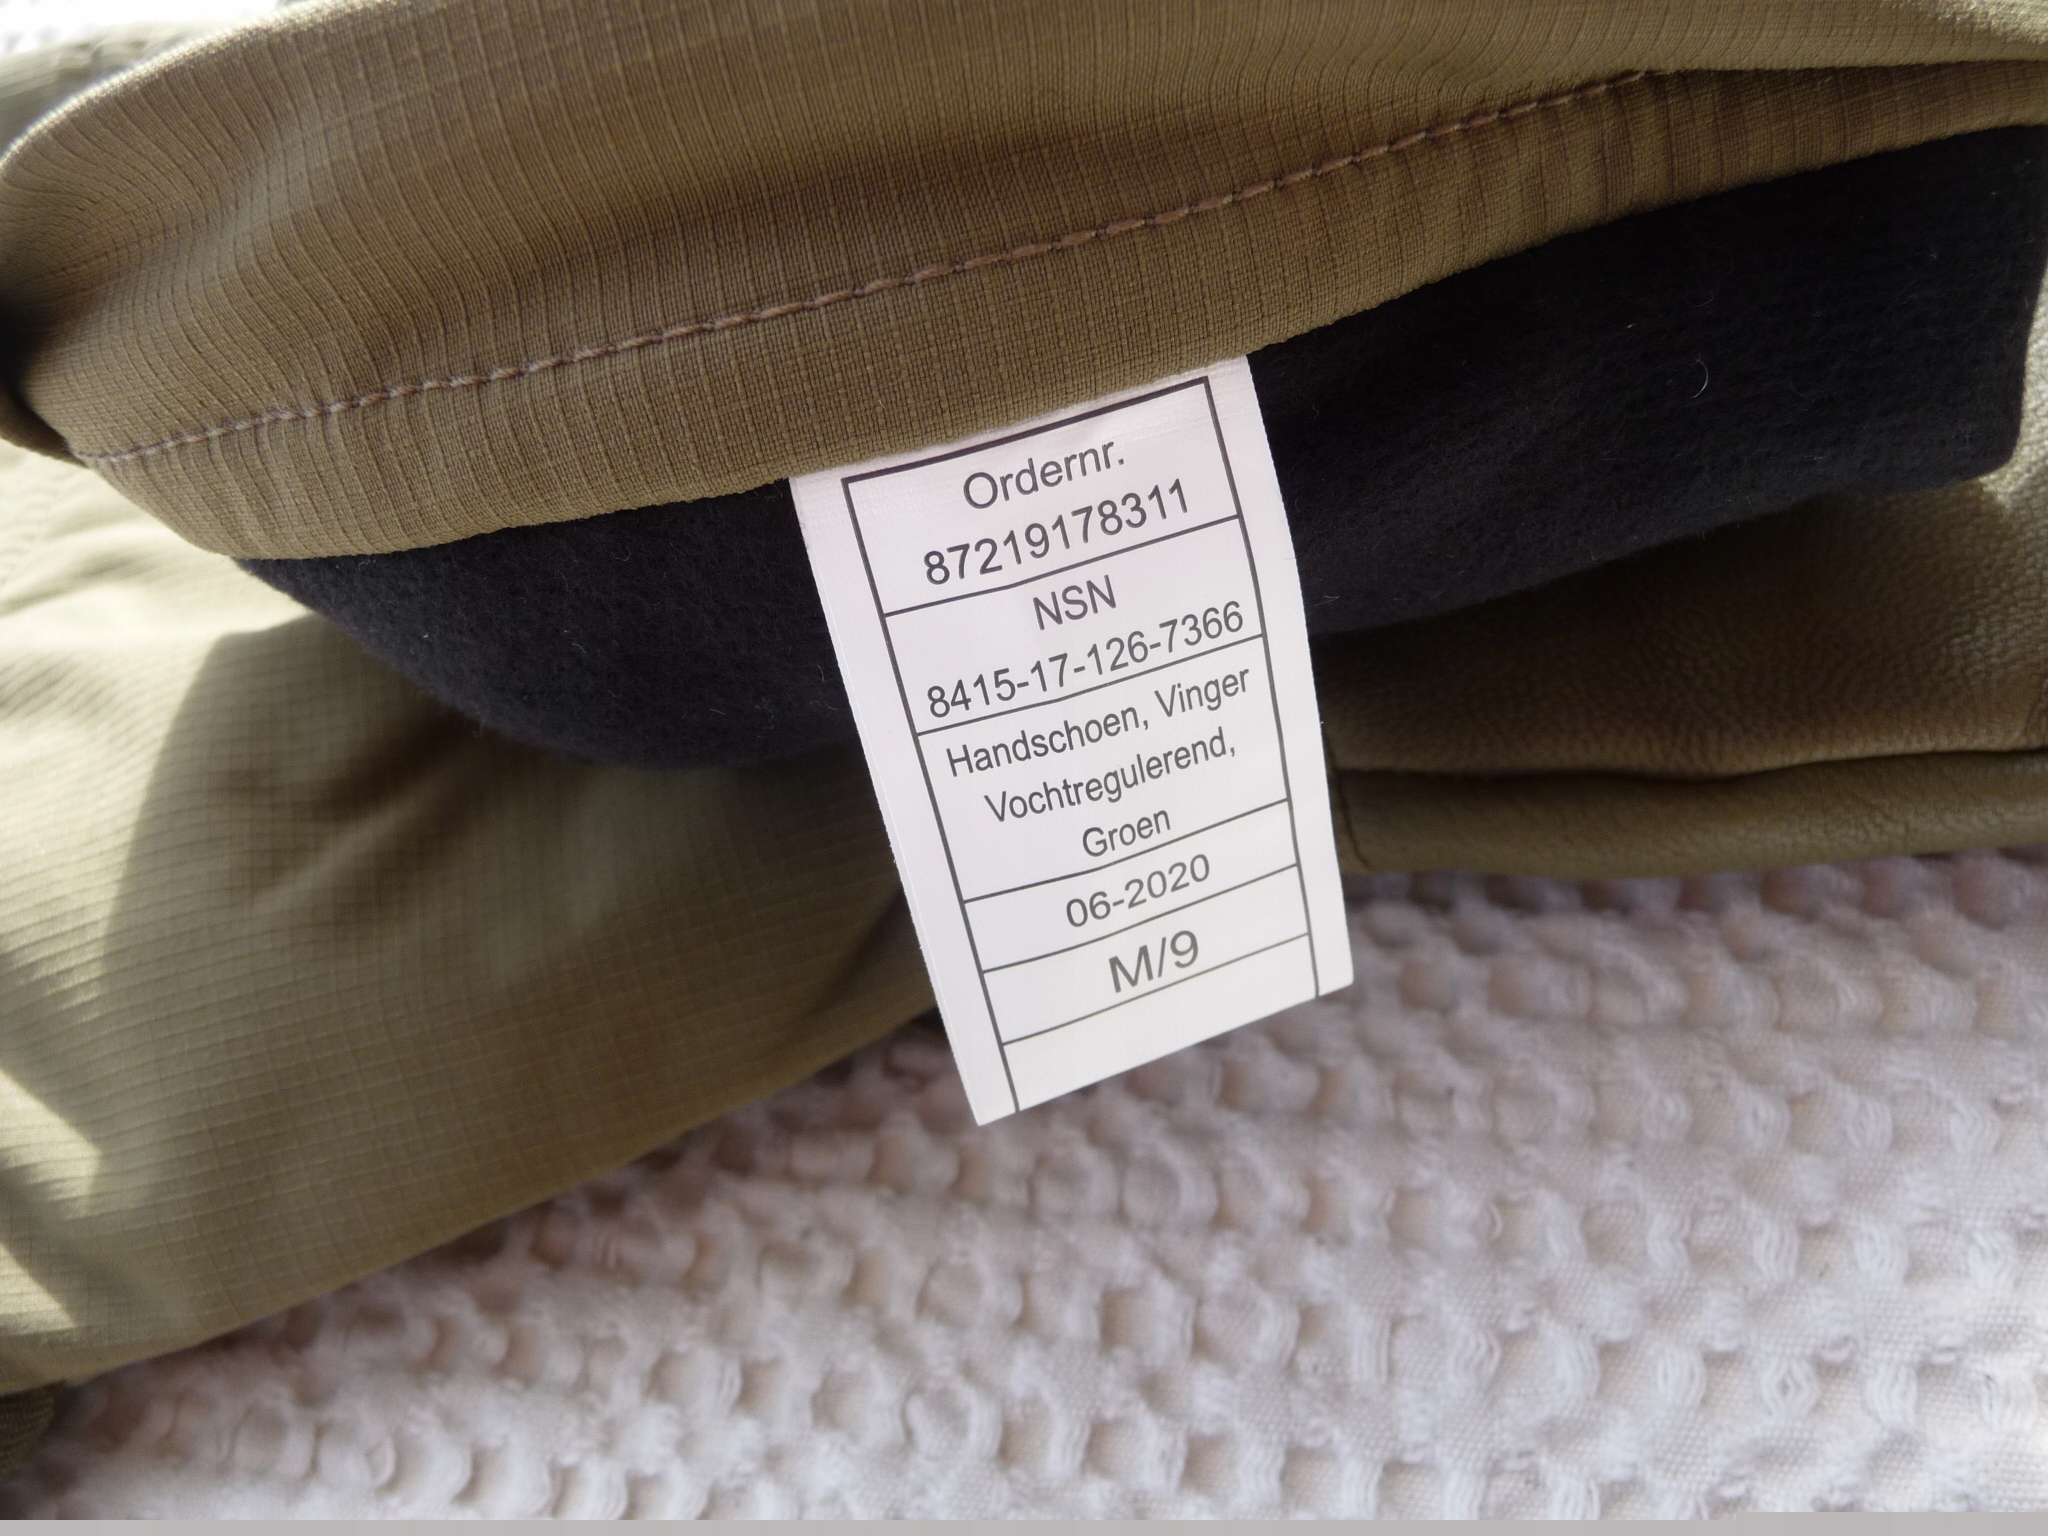 Ordernr.
87219178311
NSN
8415-17-126-7366
Handschoen, Vinger
Vochtregulerend,
Groen
06-2020
M/9